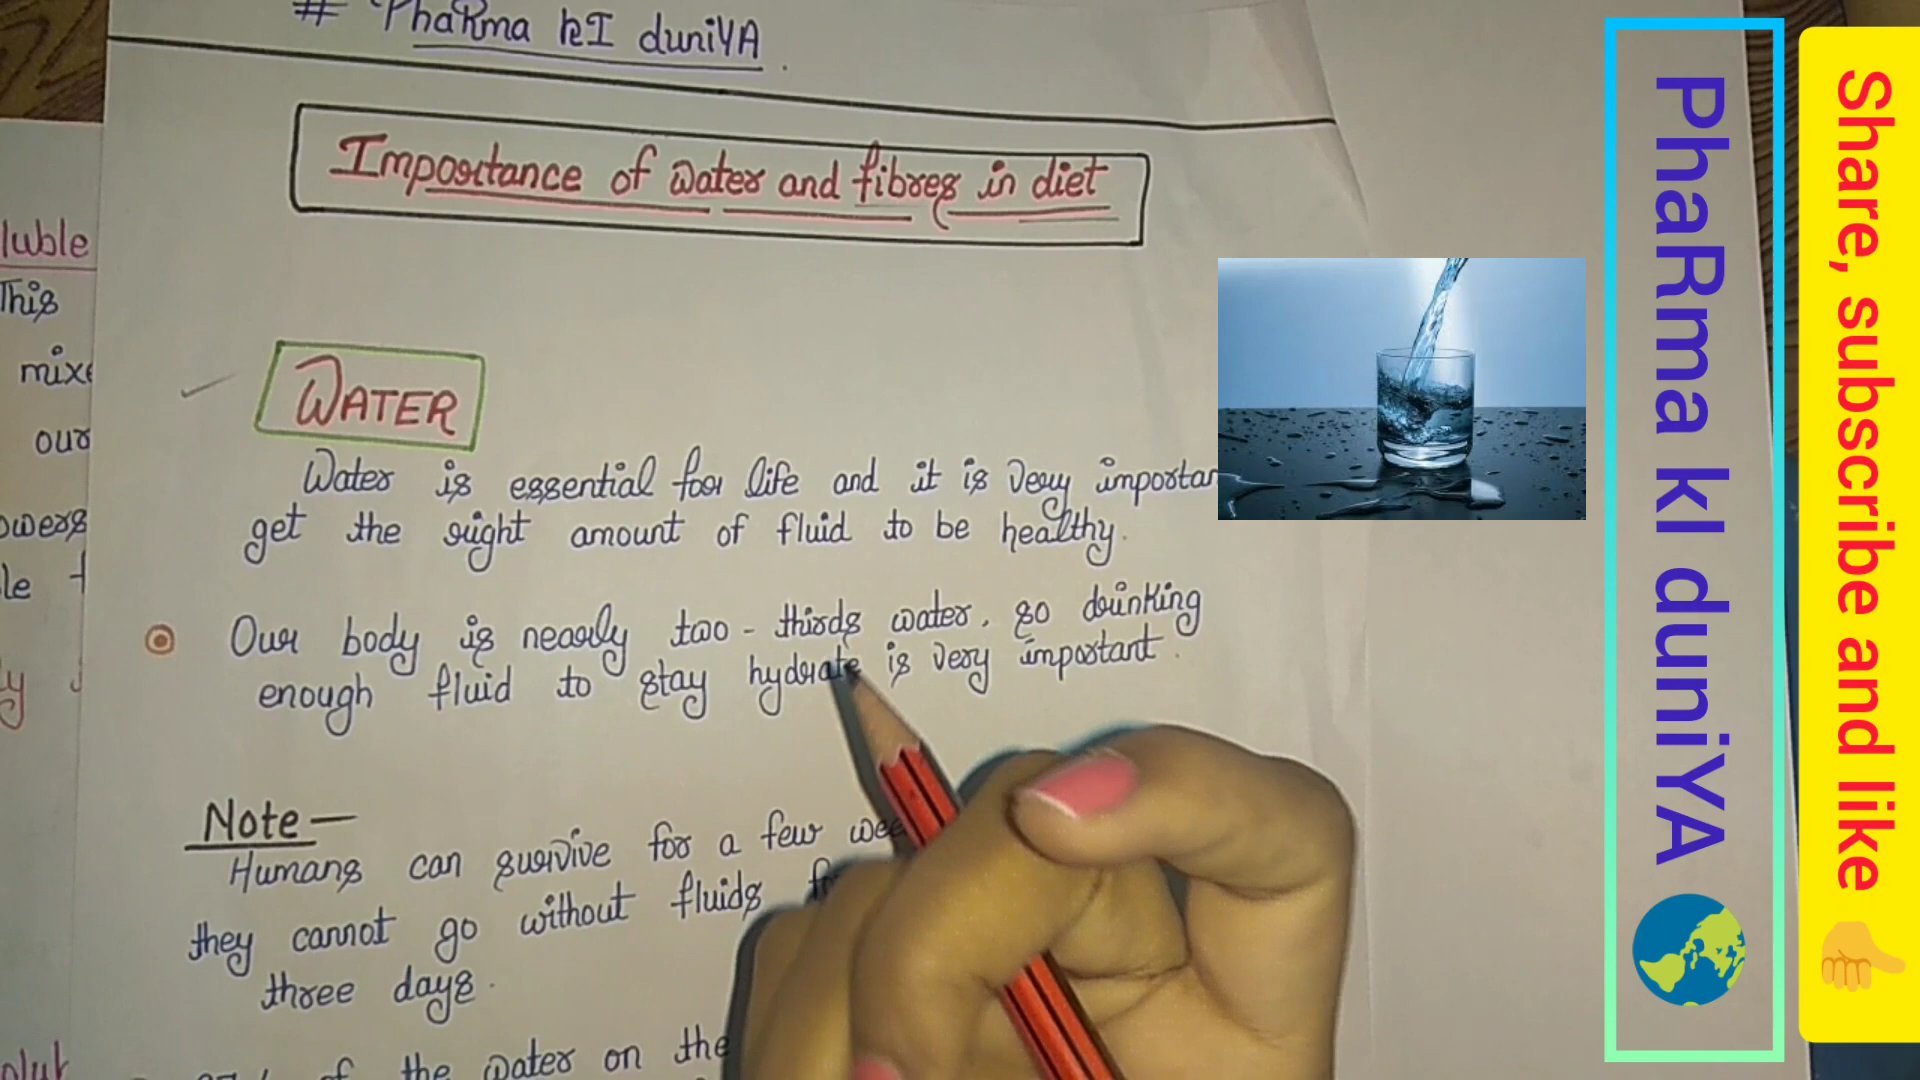 # PhaRma kI duniYA .
Importance of water and fibres in diet
WATER
Water is essential for life and it is very importan
get the right amount of fluid to be healthy.
Our body is nearly two - thirds water, so drinking
enough fluid to stay hydrate is very important .
Note —
Humans can survive for a few wee
they cannot go without fluids
three days.
of the water on the
luble
This
mixe
our
owers
le
PhaRma kI duniYA
Share, subscribe and like